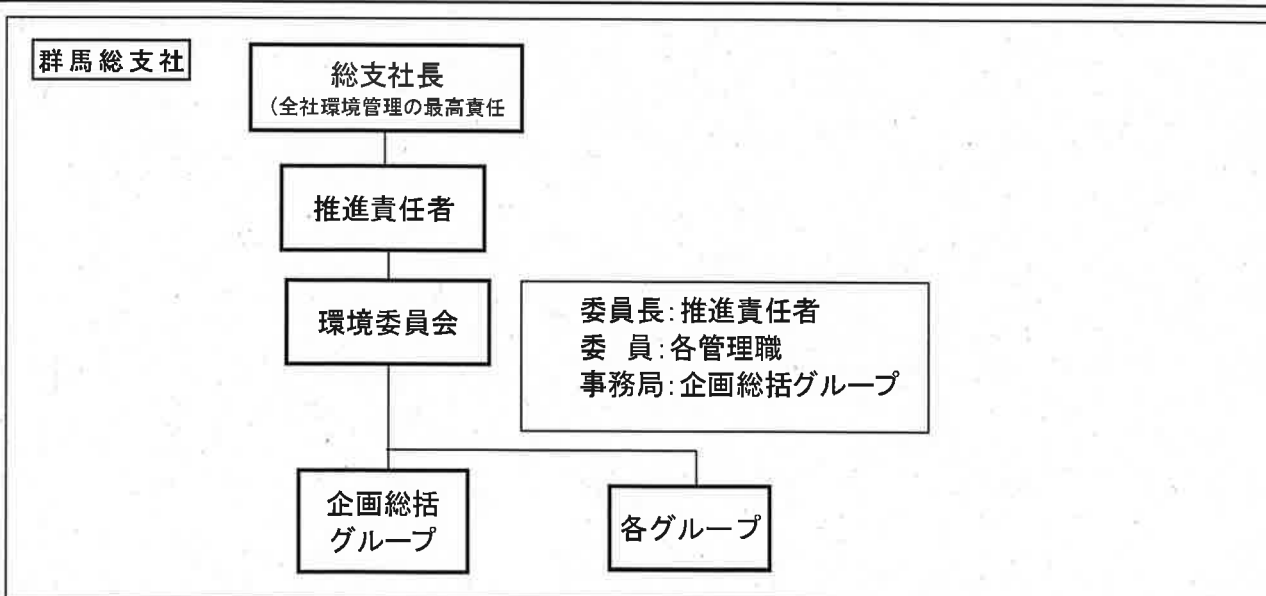 群馬総支社
総支社長
(全社環境管理の最高責任
推進責任者
環境委員会
委員長:推進責任者
委 員:各管理職
事務局:企画総括グループ
企画総括
グループ
各グループ